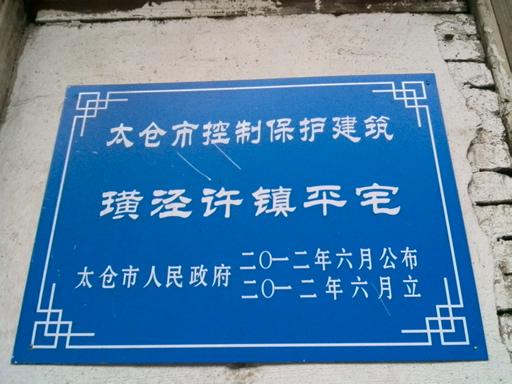 太仓市控制保护建筑
璜泾许镇平宅
太仓市人民政府
二〇一二年六月公布
二〇一二年六月立